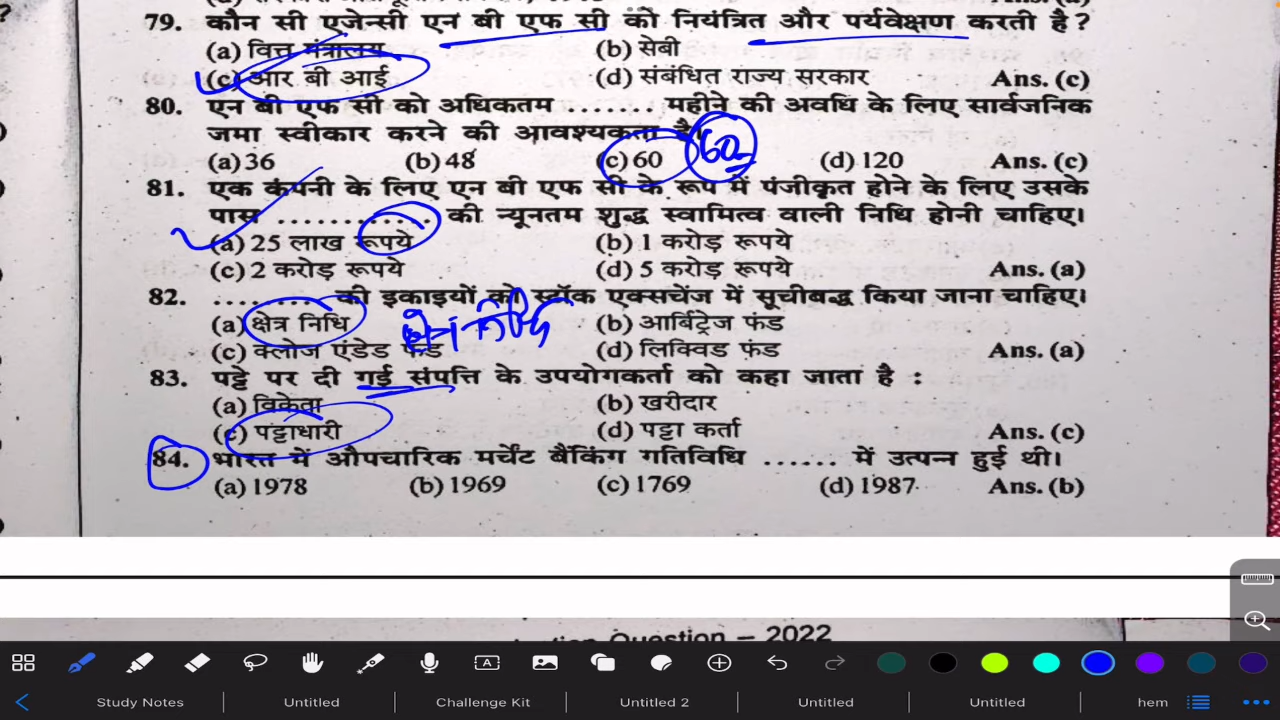 79. कौन सी एजेन्सी एन बी एफ सी को नियंत्रित और पर्यवेक्षण करती है?
(a) वित्त मंत्रालय (b) सेबी
(c) आर बी आई (d) संबंधित राज्य सरकार Ans. (c)
80. एन बी एफ सी को अधिकतम ....... महीने की अवधि के लिए सार्वजनिक
जमा स्वीकार करने की आवश्यकता है। 60
(a) 36 (b) 48 (c) 60 (d) 120 Ans. (c)
81. एक कंपनी के लिए एन बी एफ सी के रूप में पंजीकृत होने के लिए उसके
पास ............ की न्यूनतम शुद्ध स्वामित्व वाली निधि होनी चाहिए।
(a) 25 लाख रूपये (b) 1 करोड़ रूपये
(c) 2 करोड़ रूपये (d) 5 करोड़ रूपये Ans. (a)
82. ......... की इकाइयों को स्टॉक एक्सचेंज में सूचीबद्ध किया जाना चाहिए।
(a) क्षेत्र निधि (b) आर्बिट्रेज फंड
(c) क्लोज एंडेड फंड (d) लिक्विड फंड Ans. (a)
83. पट्टे पर दी गई संपत्ति के उपयोगकर्ता को कहा जाता है :
(a) विकेता (b) खरीदार
(c) पट्टाधारी (d) पट्टा कर्ता Ans. (c)
84. भारत में औपचारिक मर्चेंट बैंकिंग गतिविधि ...... में उत्पन्न हुई थी।
(a) 1978 (b) 1969 (c) 1769 (d) 1987 Ans. (b)
Question – 2022
Study Notes Untitled Challenge Kit Untitled 2 Untitled Untitled hem